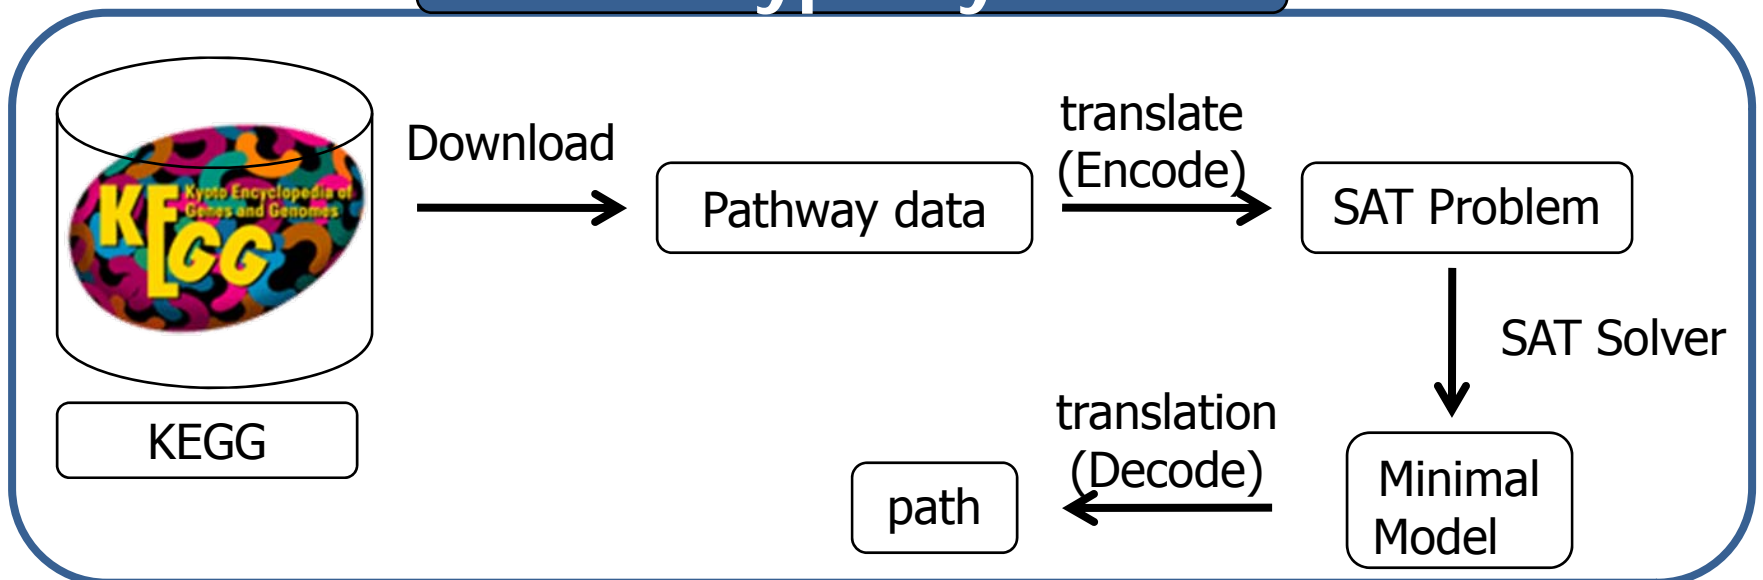 Download
translate
(Encode)
Pathway data
SAT Problem
KEGG
Kyoto Encyclopedia of
Genes and Genomes
SAT Solver
KEGG
translation
(Decode)
path
Minimal
Model